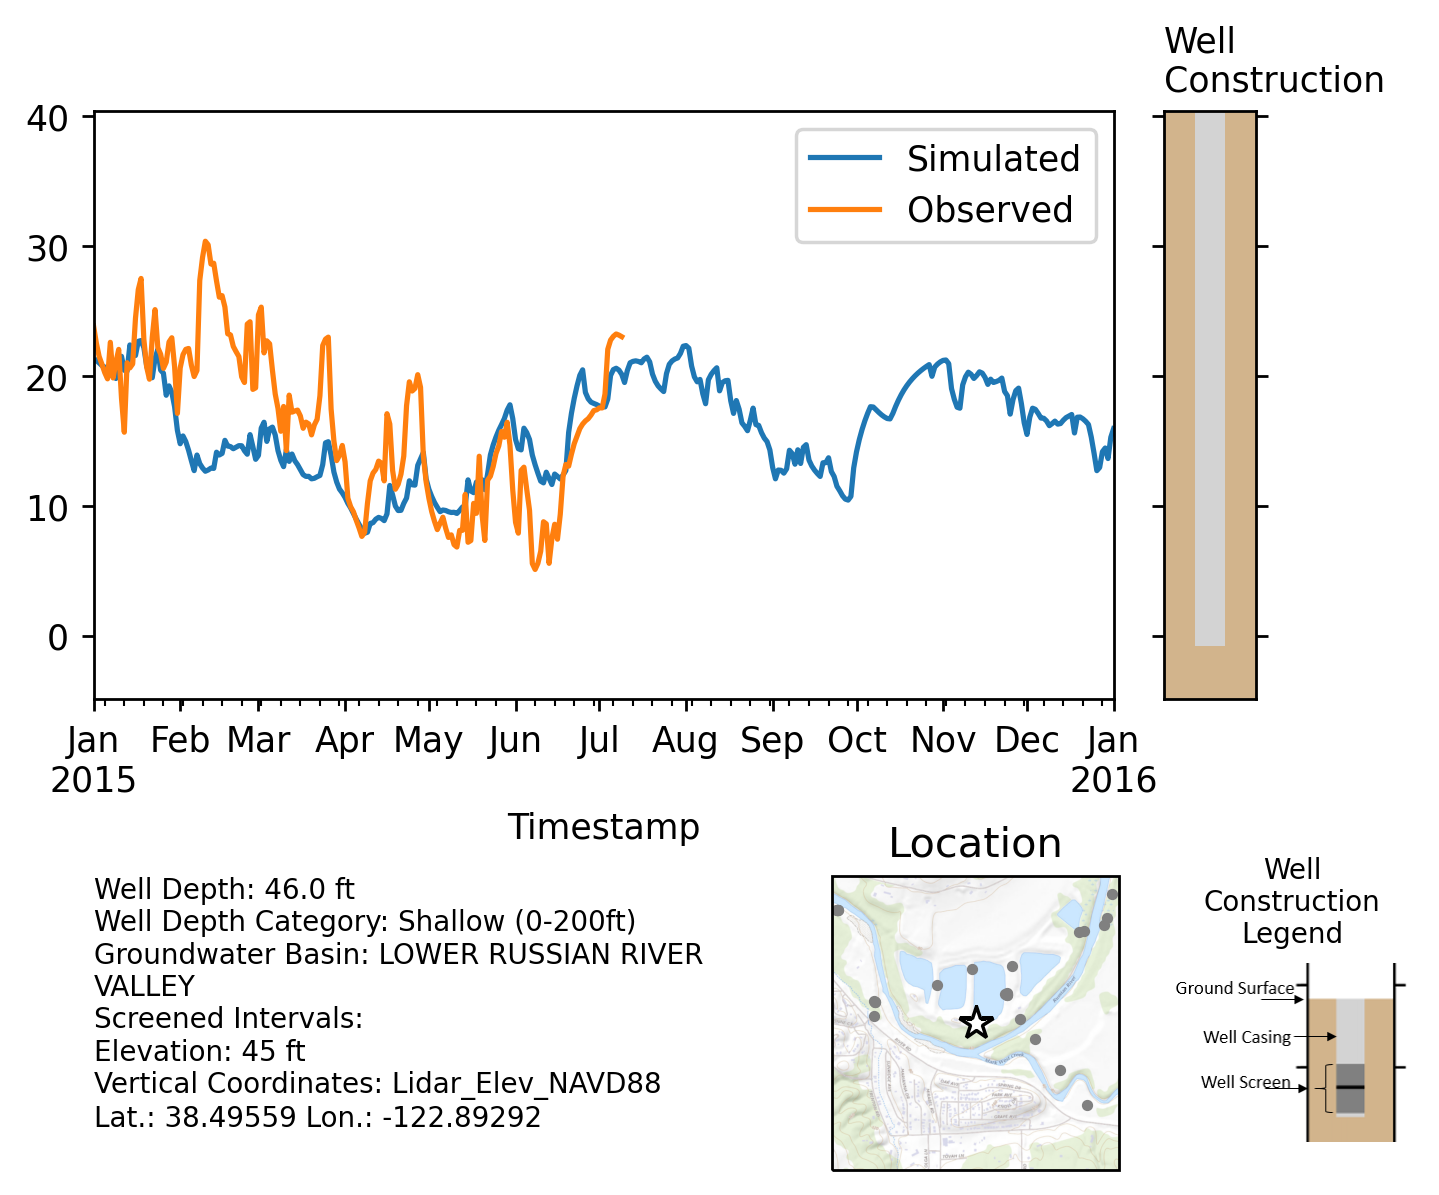 Well
Construction
40
30
20
10
0
Simulated
Observed
Jan
2015
Feb
Mar
Apr
May
Jun
Jul
Aug
Sep
Oct
Nov
Dec
Jan
2016
Timestamp
Well Depth: 46.0 ft
Well Depth Category: Shallow (0-200ft)
Groundwater Basin: LOWER RUSSIAN RIVER
VALLEY
Screened Intervals:
Elevation: 45 ft
Vertical Coordinates: Lidar_Elev_NAVD88
Lat.: 38.49559 Lon.: -122.89292
Location
Well
Construction
Legend
Ground Surface
Well Casing
Well Screen